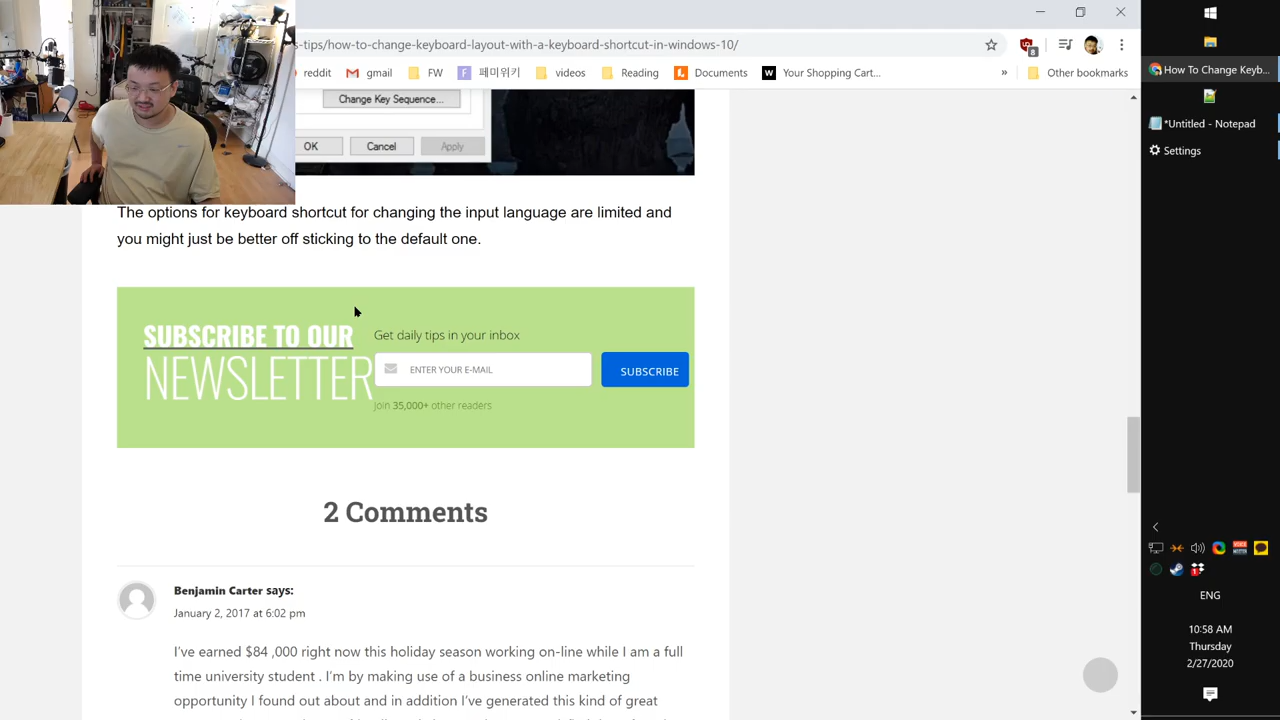 s-tips/how-to-change-keyboard-layout-with-a-keyboard-shortcut-in-windows-10/
8
reddit
gmail
FW
F 페미위키
videos
Reading
Documents
W Your Shopping Cart...
»
Other bookmarks
Change Key Sequence...
OK
Cancel
Apply
The options for keyboard shortcut for changing the input language are limited and
you might just be better off sticking to the default one.
SUBSCRIBE TO OUR
NEWSLETTER
Get daily tips in your inbox
ENTER YOUR E-MAIL
SUBSCRIBE
Join 35,000+ other readers
2 Comments
Benjamin Carter says:
January 2, 2017 at 6:02 pm
I've earned $84 ,000 right now this holiday season working on-line while I am a full
time university student . I'm by making use of a business online marketing
opportunity I found out about and in addition I've generated this kind of great
How To Change Keyb...
*Untitled - Notepad
Settings
ENG
10:58 AM
Thursday
2/27/2020